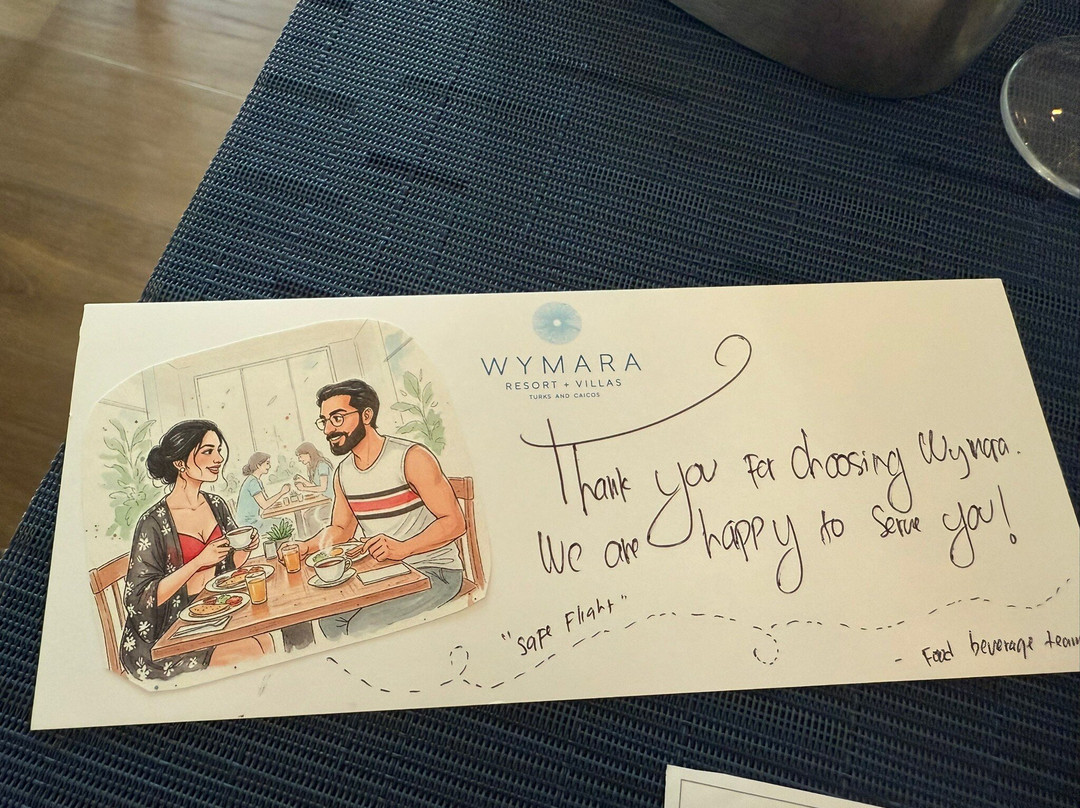 WYMARA
RESORT + VILLAS
TURKS AND CAICOS
Thank you For choosing Wymara.
We are happy to serve you!
"Safe Flight"
- Food beverage team